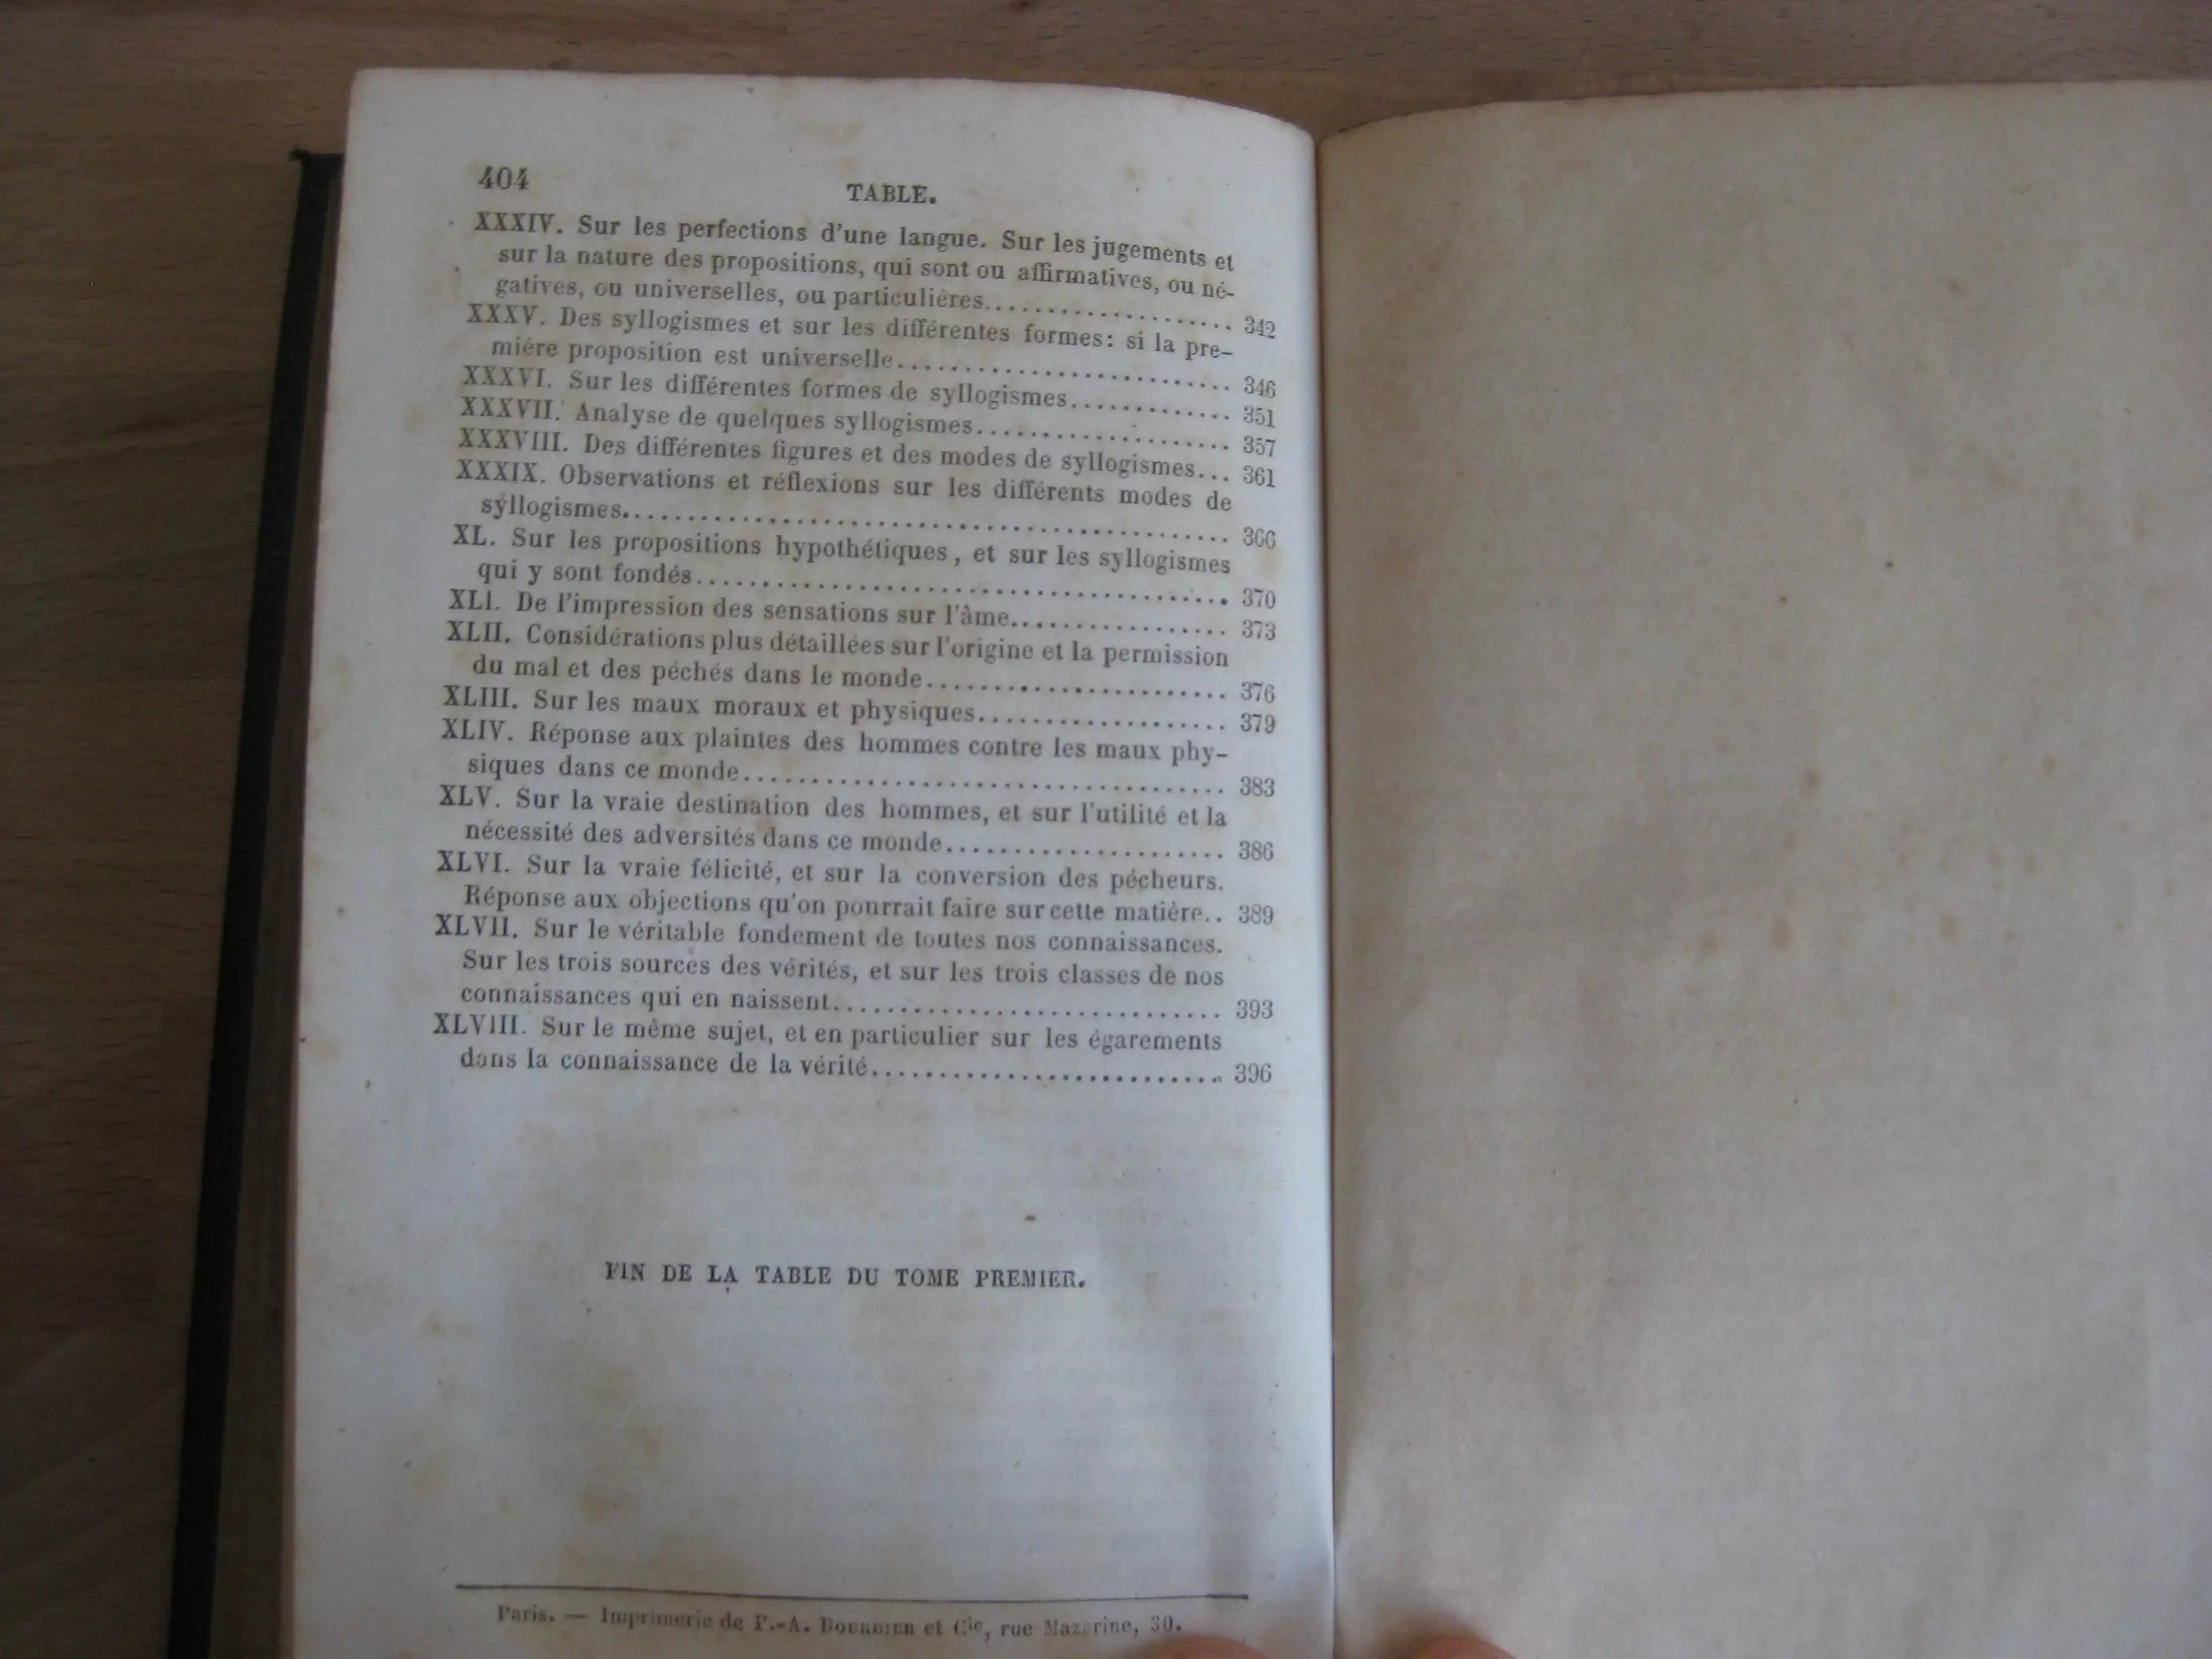 404
TABLE.
XXXIV. Sur les perfections d'une langue. Sur les jugements et
sur la nature des propositions, qui sont ou affirmatives, ou né-
gatives, ou universelles, ou particulières.................... 342
XXXV. Des syllogismes et sur les différentes formes: si la pre-
mière proposition est universelle........................... 346
XXXVI. Sur les différentes formes de syllogismes............. 351
XXXVII. Analyse de quelques syllogismes.................... 357
XXXVIII. Des différentes figures et des modes de syllogismes... 361
XXXIX. Observations et réflexions sur les différents modes de
syllogismes............................................... 366
XL. Sur les propositions hypothétiques, et sur les syllogismes
qui y sont fondés......................................... 370
XLI. De l'impression des sensations sur l'âme................. 373
XLII. Considérations plus détaillées sur l'origine et la permission
du mal et des péchés dans le monde....................... 376
XLIII. Sur les maux moraux et physiques................... 379
XLIV. Réponse aux plaintes des hommes contre les maux phy-
siques dans ce monde..................................... 383
XLV. Sur la vraie destination des hommes, et sur l'utilité et la
nécessité des adversités dans ce monde..................... 386
XLVI. Sur la vraie félicité, et sur la conversion des pécheurs.
Réponse aux objections qu'on pourrait faire sur cette matière.. 389
XLVII. Sur le véritable fondement de toutes nos connaissances.
Sur les trois sources des vérités, et sur les trois classes de nos
connaissances qui en naissent.............................. 393
XLVIII. Sur le même sujet, et en particulier sur les égarements
dans la connaissance de la vérité........................... 396
FIN DE LA TABLE DU TOME PREMIER.
Paris. — Imprimerie de P.-A. BOURDIER et Cie, rue Mazarine, 30.